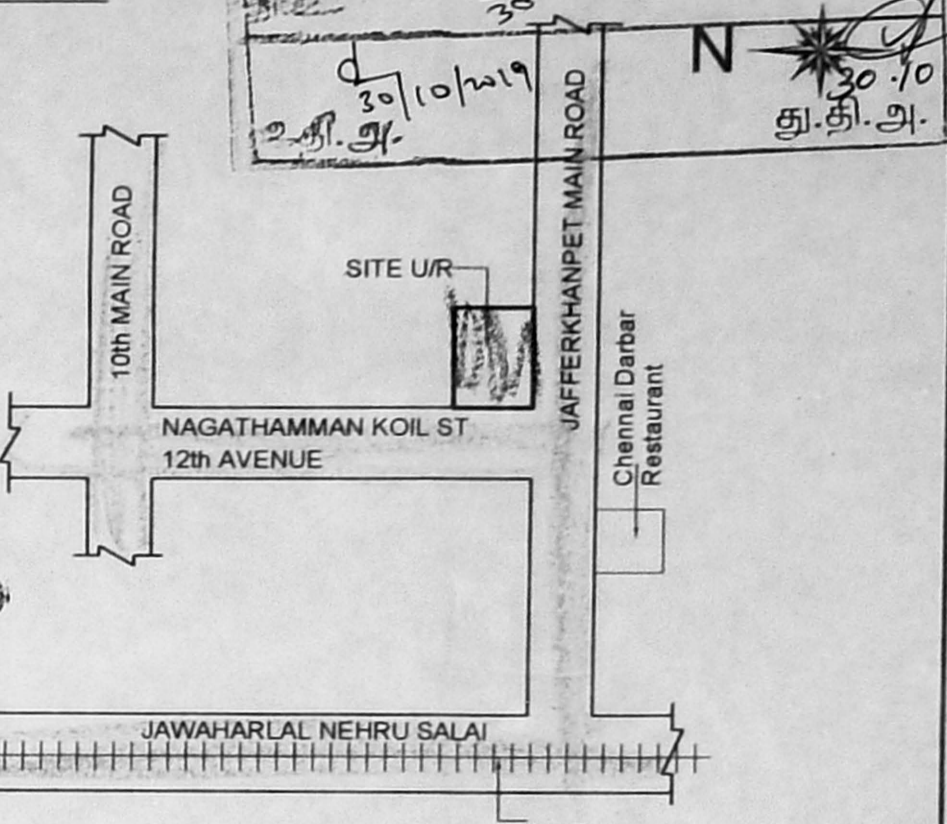 30
N
30/10/2019
30.10
உ.தி.அ.
து.தி.அ.
10th MAIN ROAD
JAFFERKHANPET MAIN ROAD
SITE U/R
Chennai Darbar
Restaurant
NAGATHAMMAN KOIL ST
12th AVENUE
JAWAHARLAL NEHRU SALAI